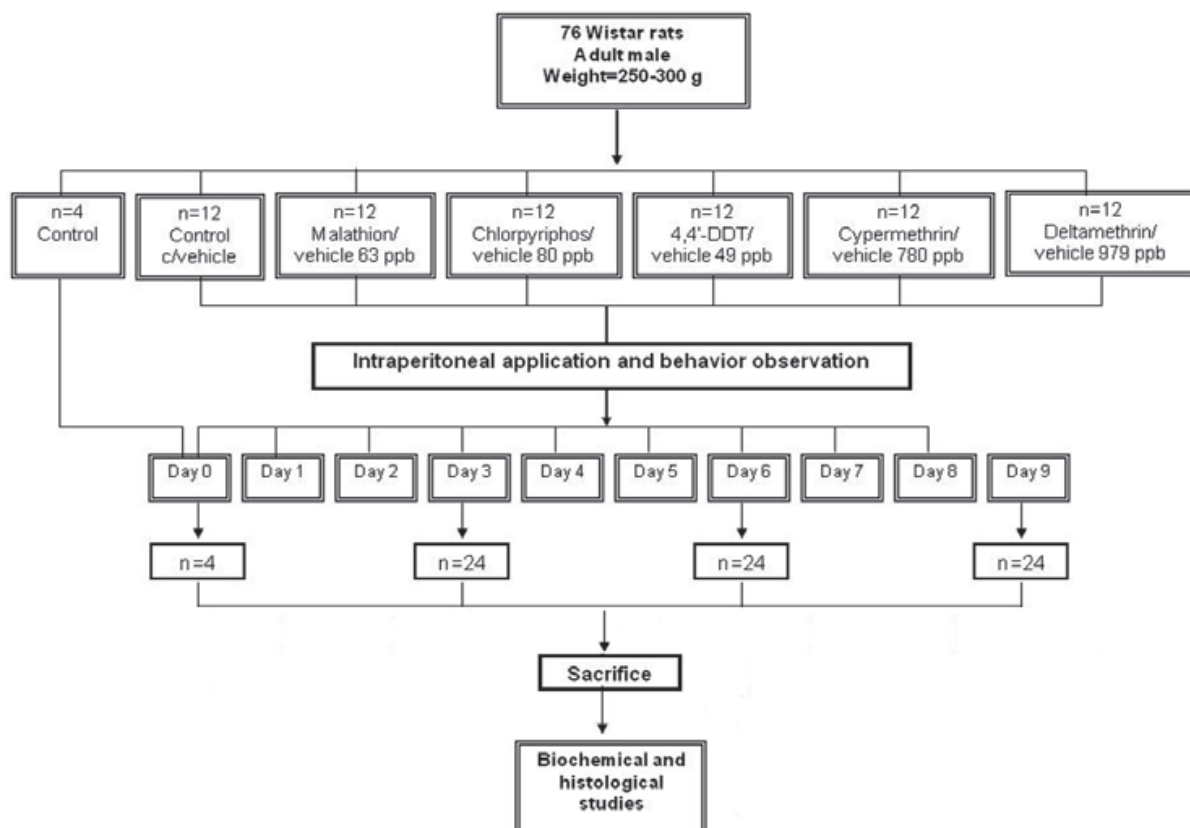 76 Wistar rats
Adult male
Weight=250-300 g
n=4
Control
n=12
Control
c/vehicle
n=12
Malathion/
vehicle 63 ppb
n=12
Chlorpyriphos/
vehicle 80 ppb
n=12
4,4'-DDT/
vehicle 49 ppb
n=12
Cypermethrin/
vehicle 780 ppb
n=12
Deltamethrin/
vehicle 979 ppb
Intraperitoneal application and behavior observation
Day 0
Day 1
Day 2
Day 3
Day 4
Day 5
Day 6
Day 7
Day 8
Day 9
n=4
n=24
n=24
n=24
Sacrifice
Biochemical and
histological
studies